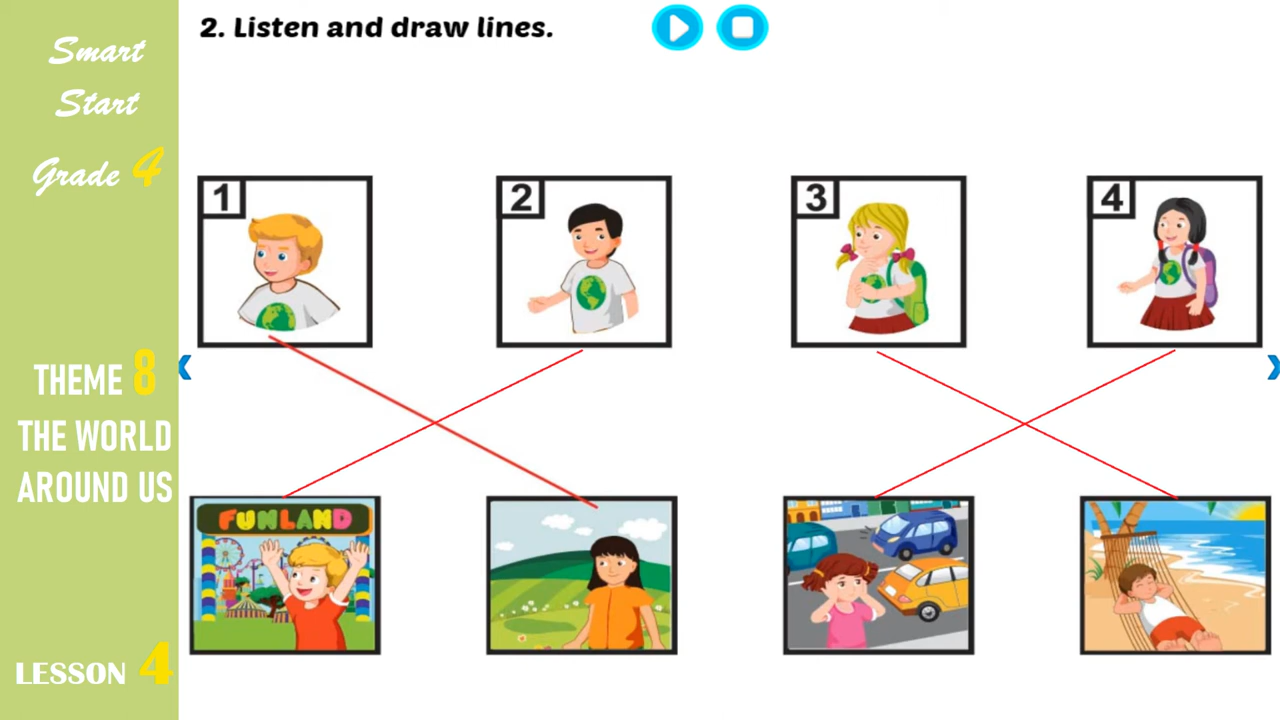 Smart
Start
Grade 4
THEME 8
THE WORLD
AROUND US
LESSON 4
2. Listen and draw lines.
1
2
3
4
FUNLAND